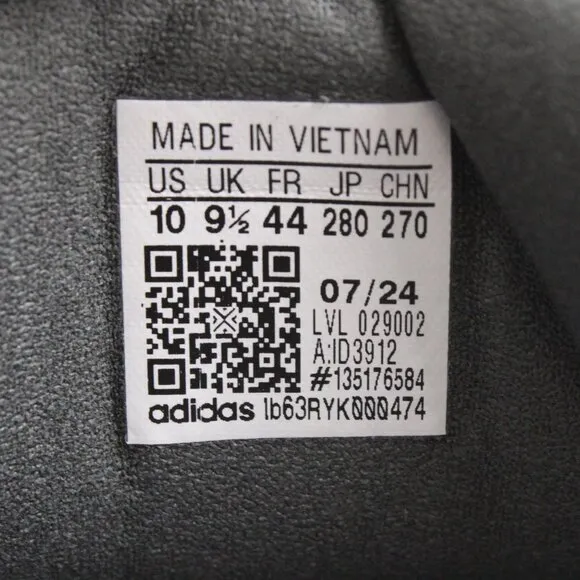 MADE IN VIETNAM
US UK FR JP CHN
10 9½ 44 280 270
07/24
LVL 029002
A:ID3912
#135176584
adidas lb63RYK000474